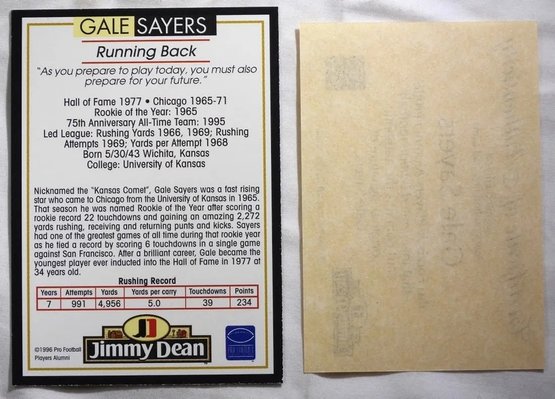 GALE SAYERS
Running Back
"As you prepare to play today, you must also
prepare for your future."
Hall of Fame 1977 • Chicago 1965-71
Rookie of the Year: 1965
75th Anniversary All-Time Team: 1995
Led League: Rushing Yards 1966, 1969; Rushing
Attempts 1969; Yards per Attempt 1968
Born 5/30/43 Wichita, Kansas
College: University of Kansas
Nicknamed the "Kansas Comet", Gale Sayers was a fast rising
star who came to Chicago from the University of Kansas in 1965.
That season he was named Rookie of the Year after scoring a
rookie record 22 touchdowns and gaining an amazing 2,272
yards rushing, receiving and returning punts and kicks. Sayers
had one of the greatest games of all time during that rookie year
as he tied a record by scoring 6 touchdowns in a single game
against San Francisco. After a brilliant career, Gale became the
youngest player ever inducted into the Hall of Fame in 1977 at
34 years old.
Rushing Record
Years Attempts Yards Yards per carry Touchdowns Points
7 991 4,956 5.0 39 234
©1996 Pro Football
Players Alumni
JD
Jimmy Dean